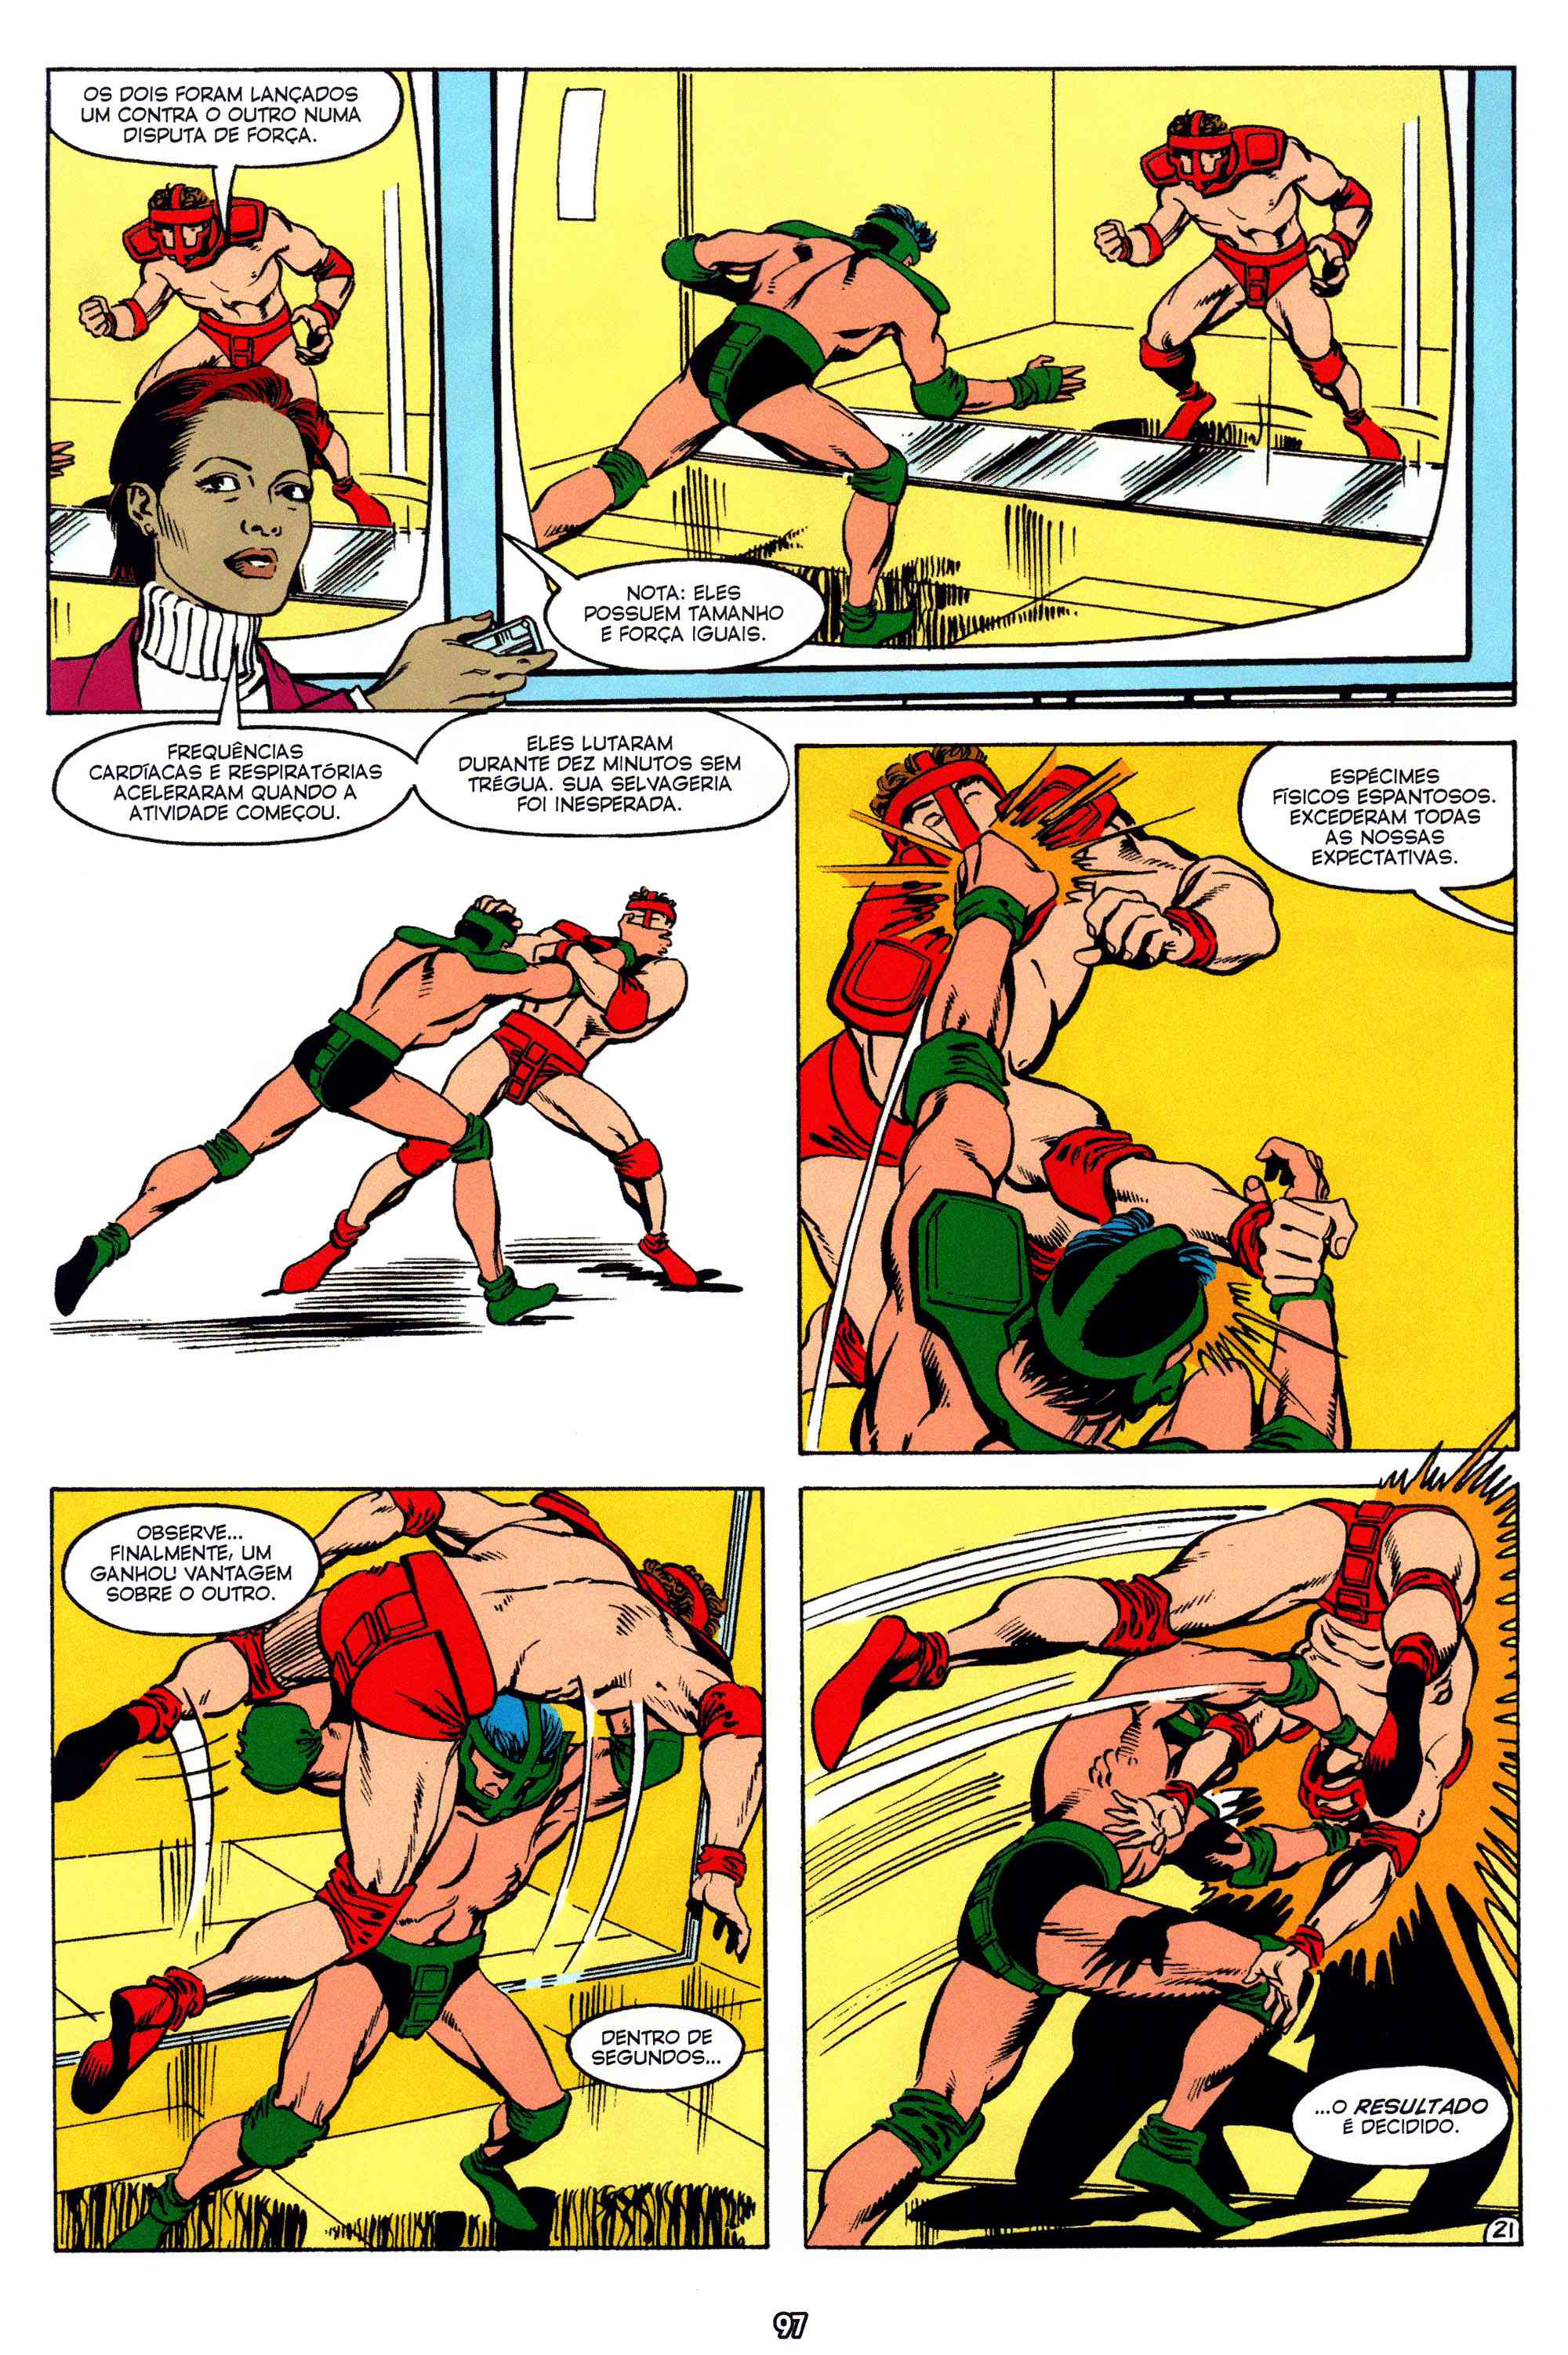 OS DOIS FORAM LANÇADOS
UM CONTRA O OUTRO NUMA
DISPUTA DE FORÇA.
NOTA: ELES
POSSUEM TAMANHO
E FORÇA IGUAIS.
FREQUÊNCIAS
CARDÍACAS E RESPIRATÓRIAS
ACELERARAM QUANDO A
ATIVIDADE COMEÇOU.
ELES LUTARAM
DURANTE DEZ MINUTOS SEM
TRÉGUA. SUA SELVAGERIA
FOI INESPERADA.
ESPÉCIMES
FÍSICOS ESPANTOSOS.
EXCEDERAM TODAS
AS NOSSAS
EXPECTATIVAS.
OBSERVE...
FINALMENTE, UM
GANHOU VANTAGEM
SOBRE O OUTRO.
DENTRO DE
SEGUNDOS...
...O RESULTADO
É DECIDIDO.
21
97